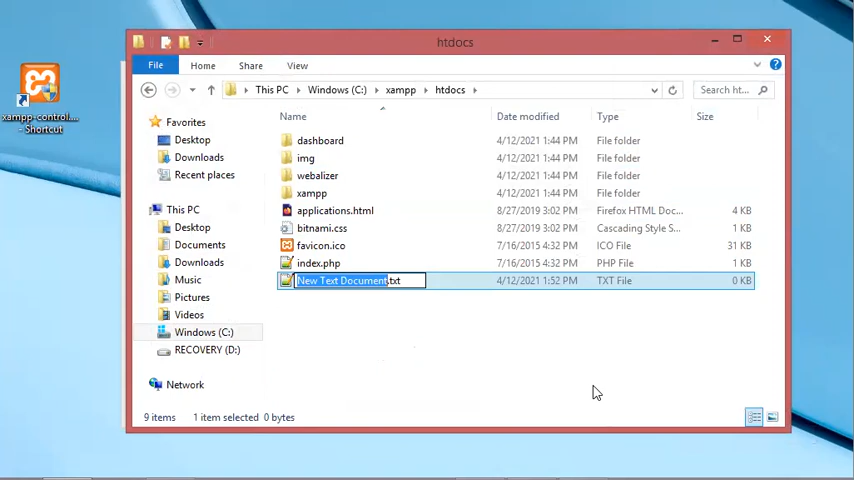 htdocs
File Home Share View
This PC Windows (C:) xampp htdocs
Search ht...
xampp-control....
- Shortcut
Favorites
Desktop
Downloads
Recent places
This PC
Desktop
Documents
Downloads
Music
Pictures
Videos
Windows (C:)
RECOVERY (D:)
Network
Name Date modified Type Size
dashboard 4/12/2021 1:44 PM File folder
img 4/12/2021 1:44 PM File folder
webalizer 4/12/2021 1:44 PM File folder
xampp 4/12/2021 1:44 PM File folder
applications.html 8/27/2019 3:02 PM Firefox HTML Doc... 4 KB
bitnami.css 8/27/2019 3:02 PM Cascading Style S... 1 KB
favicon.ico 7/16/2015 4:32 PM ICO File 31 KB
index.php 7/16/2015 4:32 PM PHP File 1 KB
New Text Document.txt 4/12/2021 1:52 PM TXT File 0 KB
9 items 1 item selected 0 bytes